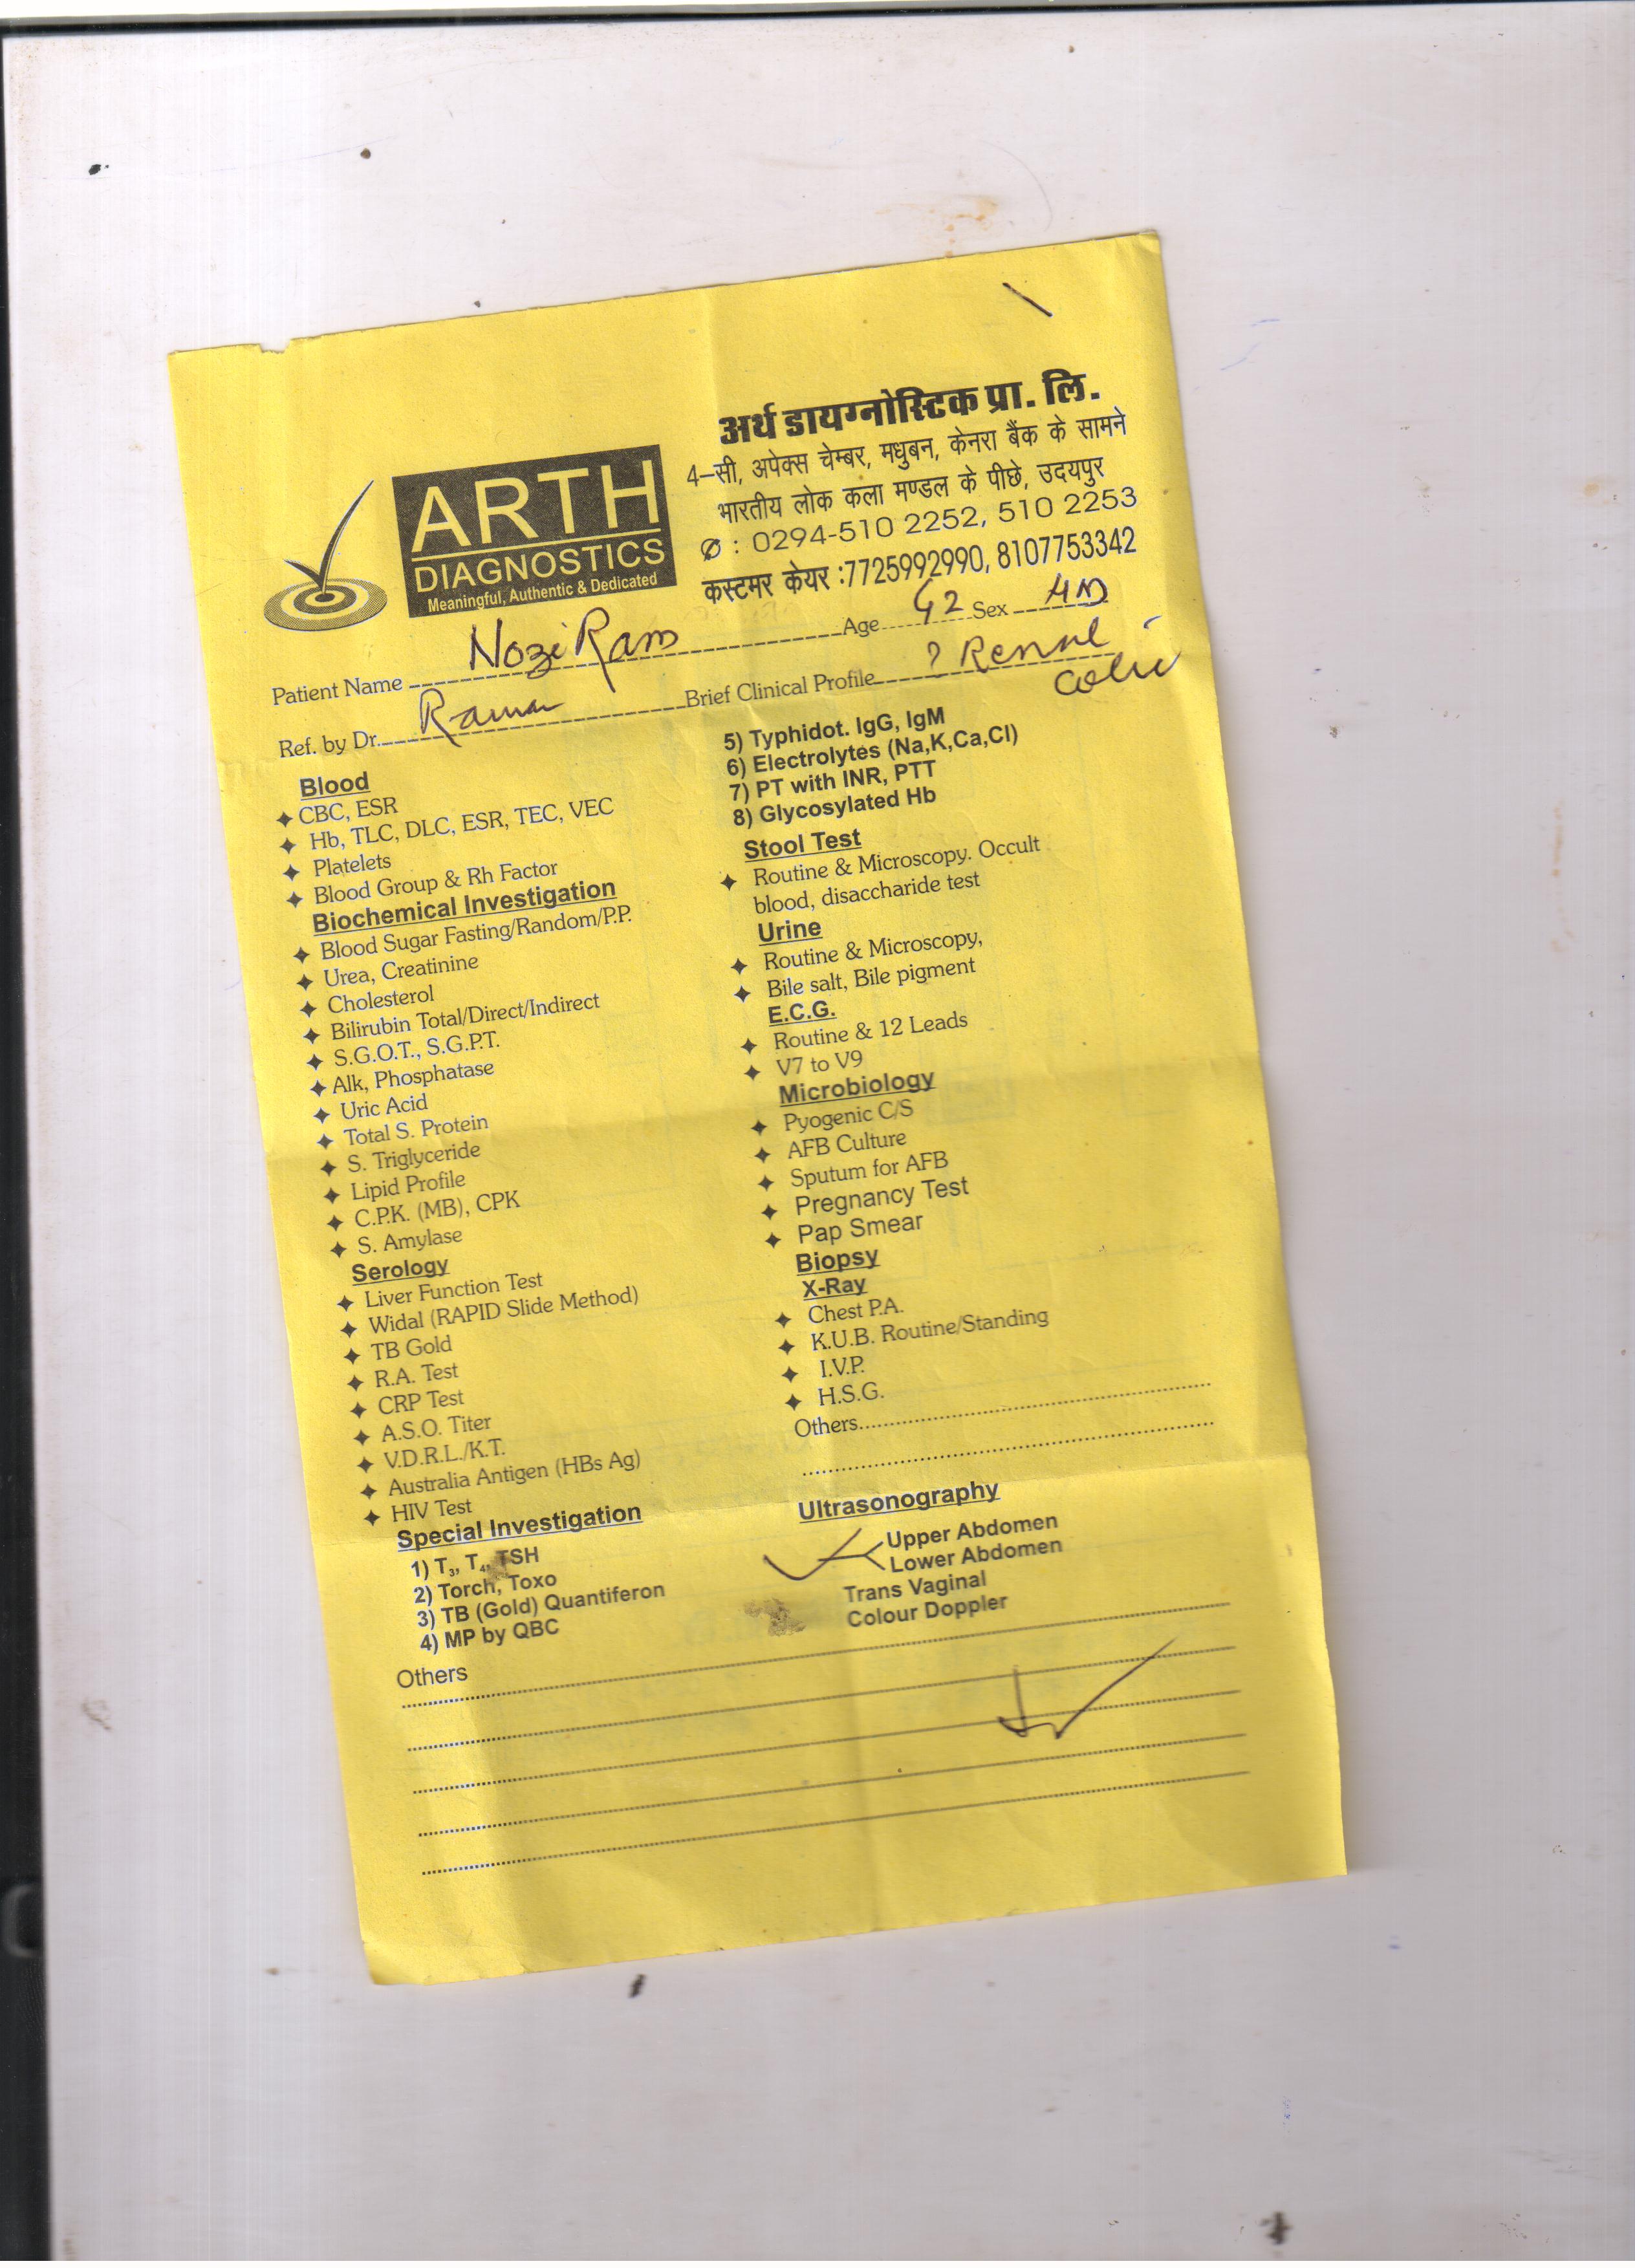 अर्थ डायग्नोस्टिक प्रा. लि.
4-सी, अपेक्स चेम्बर, मधुबन, केनरा बैंक के सामने
भारतीय लोक कला मण्डल के पीछे, उदयपुर
: 0294-510 2252, 510 2253
कस्टमर केयर :7725992990, 8107753342
ARTH
DIAGNOSTICS
Meaningful, Authentic & Dedicated
Patient Name Nozi Ram Age 42 Sex
Ref. by Dr. Raman Brief Clinical Profile ? Renal
Colic
Blood
CBC, ESR
Hb, TLC, DLC, ESR, TEC, VEC
Platelets
Blood Group & Rh Factor
Biochemical Investigation
Blood Sugar Fasting/Random/P.P.
Urea, Creatinine
Cholesterol
Bilirubin Total/Direct/Indirect
S.G.O.T., S.G.P.T.
Alk, Phosphatase
Uric Acid
Total S. Protein
S. Triglyceride
Lipid Profile
C.P.K. (MB), CPK
S. Amylase
Serology
Liver Function Test
Widal (RAPID Slide Method)
TB Gold
R.A. Test
CRP Test
A.S.O. Titer
V.D.R.L./K.T.
Australia Antigen (HBs Ag)
HIV Test
Special Investigation
1) T3, T4, TSH
2) Torch, Toxo
3) TB (Gold) Quantiferon
4) MP by QBC
5) Typhidot. IgG, IgM
6) Electrolytes (Na,K,Ca,Cl)
7) PT with INR, PTT
8) Glycosylated Hb
Stool Test
Routine & Microscopy. Occult
blood, disaccharide test
Urine
Routine & Microscopy,
Bile salt, Bile pigment
E.C.G.
Routine & 12 Leads
V7 to V9
Microbiology
Pyogenic C/S
AFB Culture
Sputum for AFB
Pregnancy Test
Pap Smear
Biopsy
X-Ray
Chest P.A.
K.U.B. Routine/Standing
I.V.P.
H.S.G.
Others
Ultrasonography
Upper Abdomen
Lower Abdomen
Trans Vaginal
Colour Doppler
Others